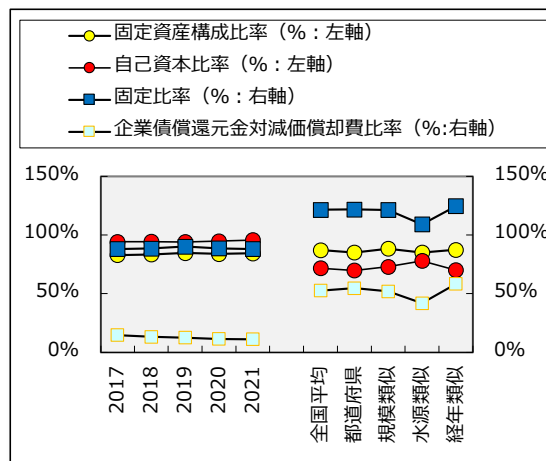 固定資産構成比率（%：左軸）
自己資本比率（%：左軸）
固定比率（%：右軸）
企業債償還元金対減価償却費比率（%:右軸）
150%
100%
50%
0%
150%
100%
50%
0%
2017
2018
2019
2020
2021
全国平均
都道府県
規模類似
水源類似
経年類似